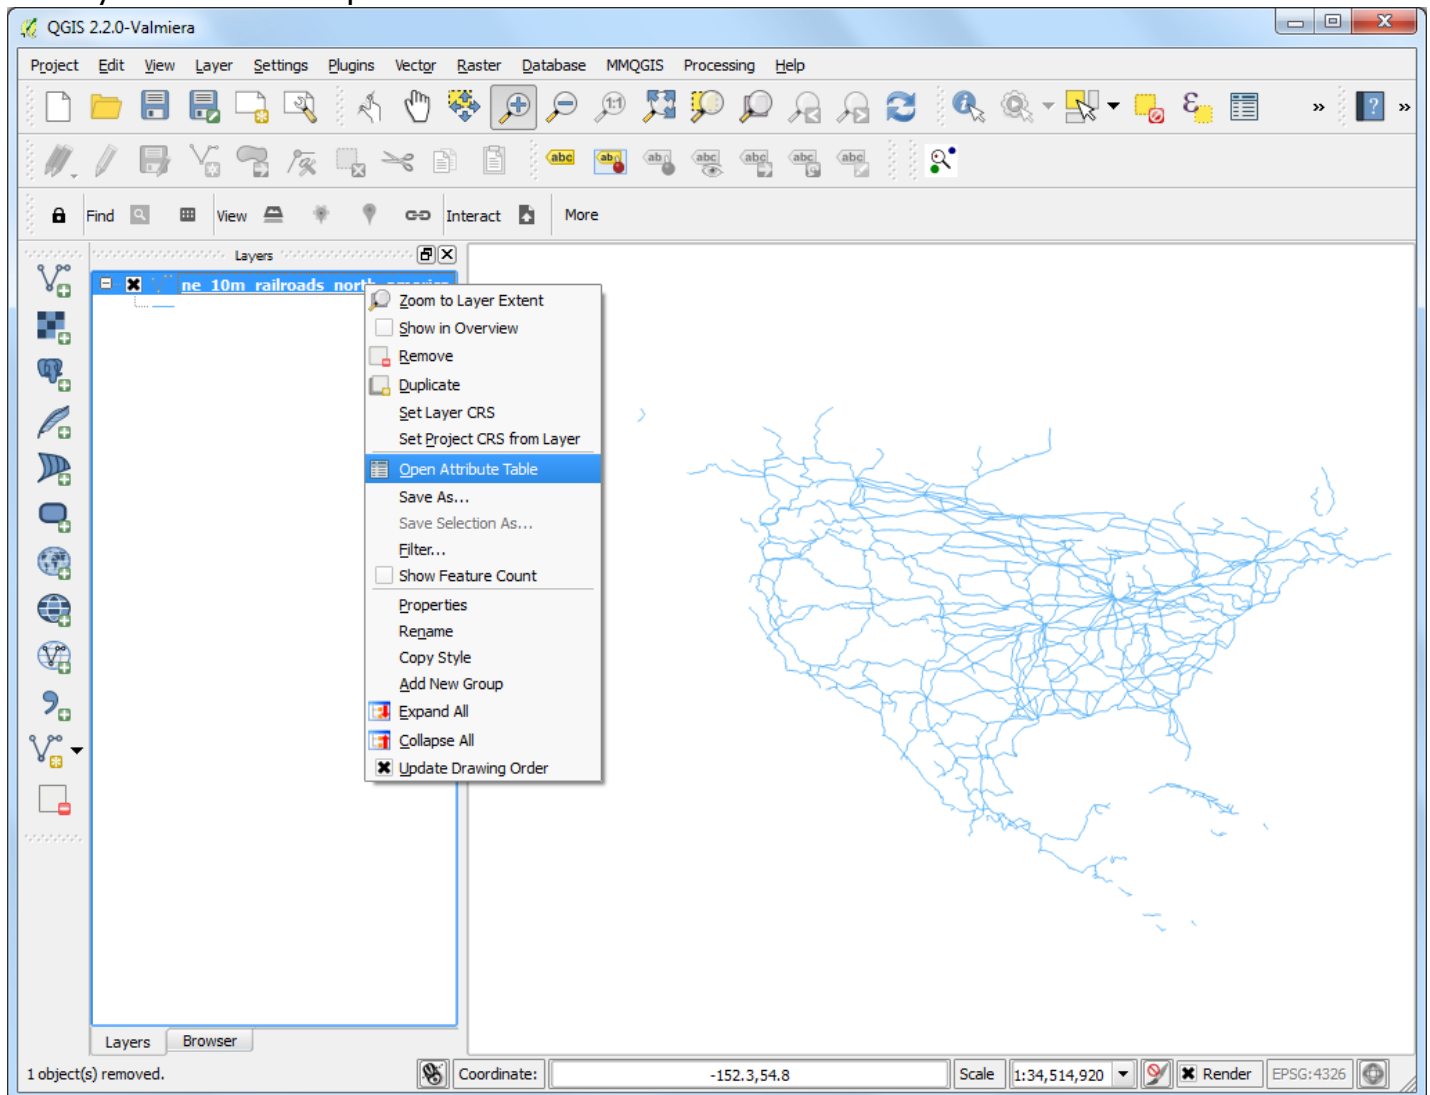 QGIS 2.2.0-Valmiera
Project Edit View Layer Settings Plugins Vector Raster Database MMQGIS Processing Help
Find View Interact More
Layers
ne_10m_railroads_north_america
Zoom to Layer Extent
Show in Overview
Remove
Duplicate
Set Layer CRS
Set Project CRS from Layer
Open Attribute Table
Save As...
Save Selection As...
Filter...
Show Feature Count
Properties
Rename
Copy Style
Add New Group
Expand All
Collapse All
Update Drawing Order
Layers Browser
1 object(s) removed. Coordinate: -152.3,54.8 Scale 1:34,514,920 Render EPSG:4326